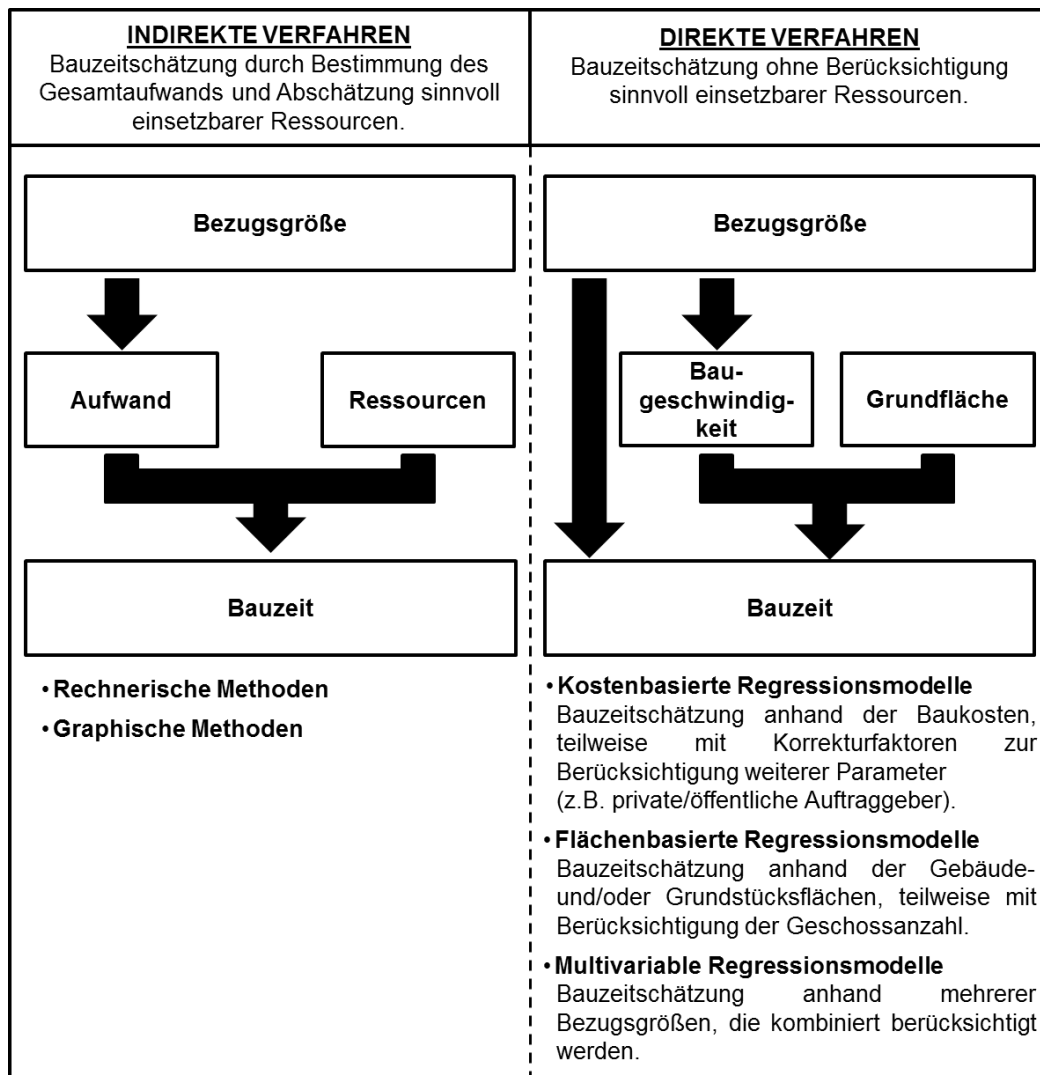 INDIREKTE VERFAHREN
Bauzeitschätzung durch Bestimmung des
Gesamtaufwands und Abschätzung sinnvoll
einsetzbarer Ressourcen.
DIREKTE VERFAHREN
Bauzeitschätzung ohne Berücksichtigung
sinnvoll einsetzbarer Ressourcen.
Bezugsgröße
Aufwand
Ressourcen
Bauzeit
• Rechnerische Methoden
• Graphische Methoden
Bezugsgröße
Bau-
geschwindig-
keit
Grundfläche
Bauzeit
• Kostenbasierte Regressionsmodelle
Bauzeitschätzung anhand der Baukosten,
teilweise mit Korrekturfaktoren zur
Berücksichtigung weiterer Parameter
(z.B. private/öffentliche Auftraggeber).
• Flächenbasierte Regressionsmodelle
Bauzeitschätzung anhand der Gebäude-
und/oder Grundstücksflächen, teilweise mit
Berücksichtigung der Geschossanzahl.
• Multivariable Regressionsmodelle
Bauzeitschätzung anhand mehrerer
Bezugsgrößen, die kombiniert berücksichtigt
werden.